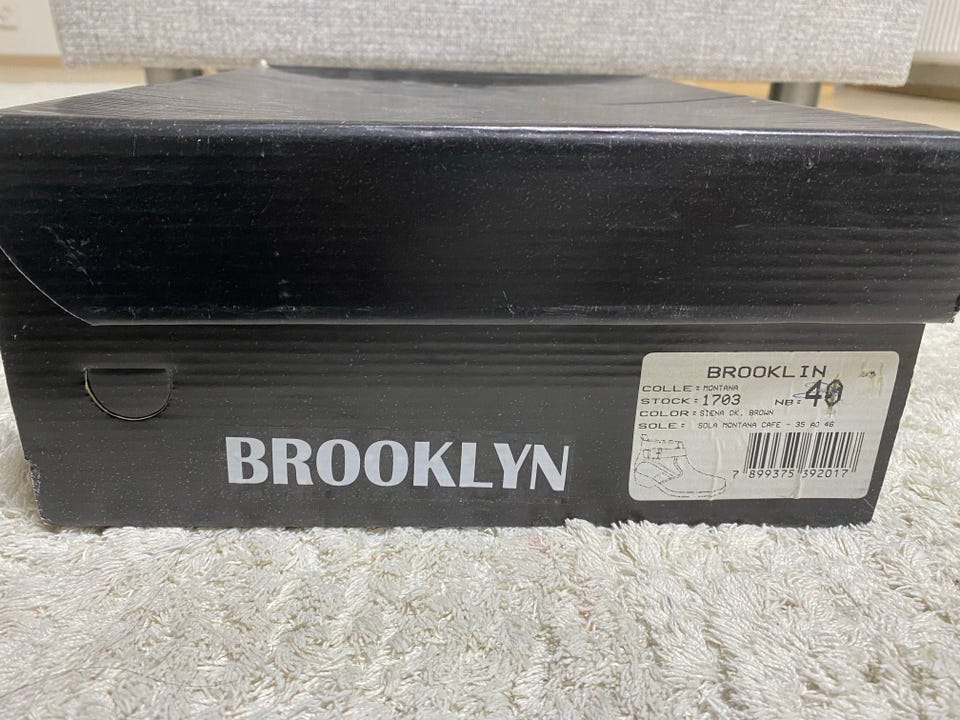 BROOKLIN
COLLE: MONTANA
STOCK: 1703 NB: 40
COLOR: SIENA DK. BROWN
SOLE: SOLA MONTANA CAFE - 35 AO 46
7 899375 392017
BROOKLYN